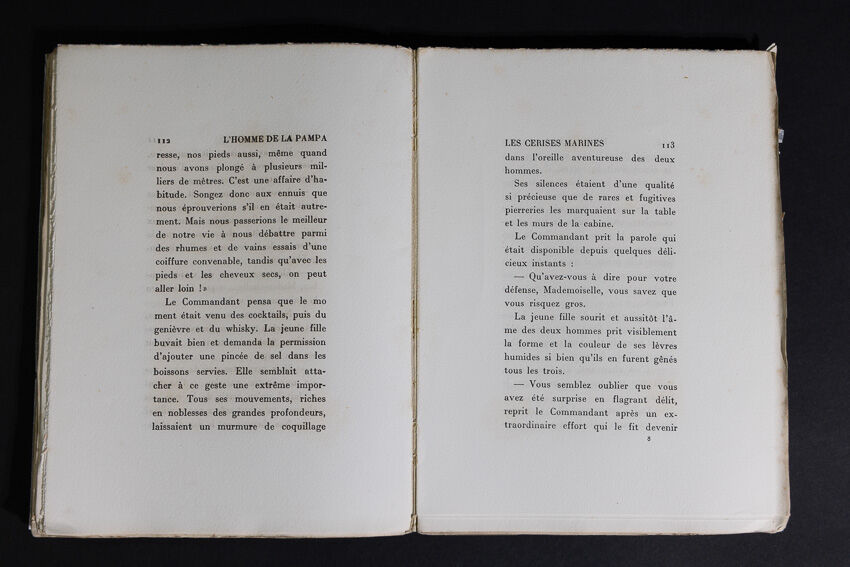 112 L'HOMME DE LA PAMPA
resse, nos pieds aussi, même quand
nous avons plongé à plusieurs mil-
liers de mètres. C'est une affaire d'ha-
bitude. Songez donc aux ennuis que
nous éprouverions s'il en était autre-
ment. Mais nous passerions le meilleur
de notre vie à nous débattre parmi
des rhumes et de vains essais d'une
coiffure convenable, tandis qu'avec les
pieds et les cheveux secs, on peut
aller loin !»
Le Commandant pensa que le mo
ment était venu des cocktails, puis du
genièvre et du whisky. La jeune fille
buvait bien et demanda la permission
d'ajouter une pincée de sel dans les
boissons servies. Elle semblait atta-
cher à ce geste une extrême impor-
tance. Tous ses mouvements, riches
en noblesses des grandes profondeurs,
laissaient un murmure de coquillage
LES CERISES MARINES 113
dans l'oreille aventureuse des deux
hommes.
Ses silences étaient d'une qualité
si précieuse que de rares et fugitives
pierreries les marquaient sur la table
et les murs de la cabine.
Le Commandant prit la parole qui
était disponible depuis quelques déli-
cieux instants :
— Qu'avez-vous à dire pour votre
défense, Mademoiselle, vous savez que
vous risquez gros.
La jeune fille sourit et aussitôt l'â-
me des deux hommes prit visiblement
la forme et la couleur de ses lèvres
humides si bien qu'ils en furent gênés
tous les trois.
— Vous semblez oublier que vous
avez été surprise en flagrant délit,
reprit le Commandant après un ex-
traordinaire effort qui le fit devenir
8